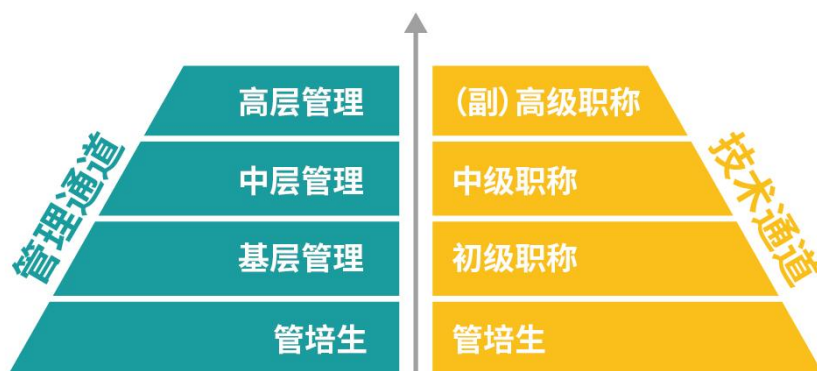 管理通道
高层管理
中层管理
基层管理
管培生
（副）高级职称
中级职称
初级职称
管培生
技术通道